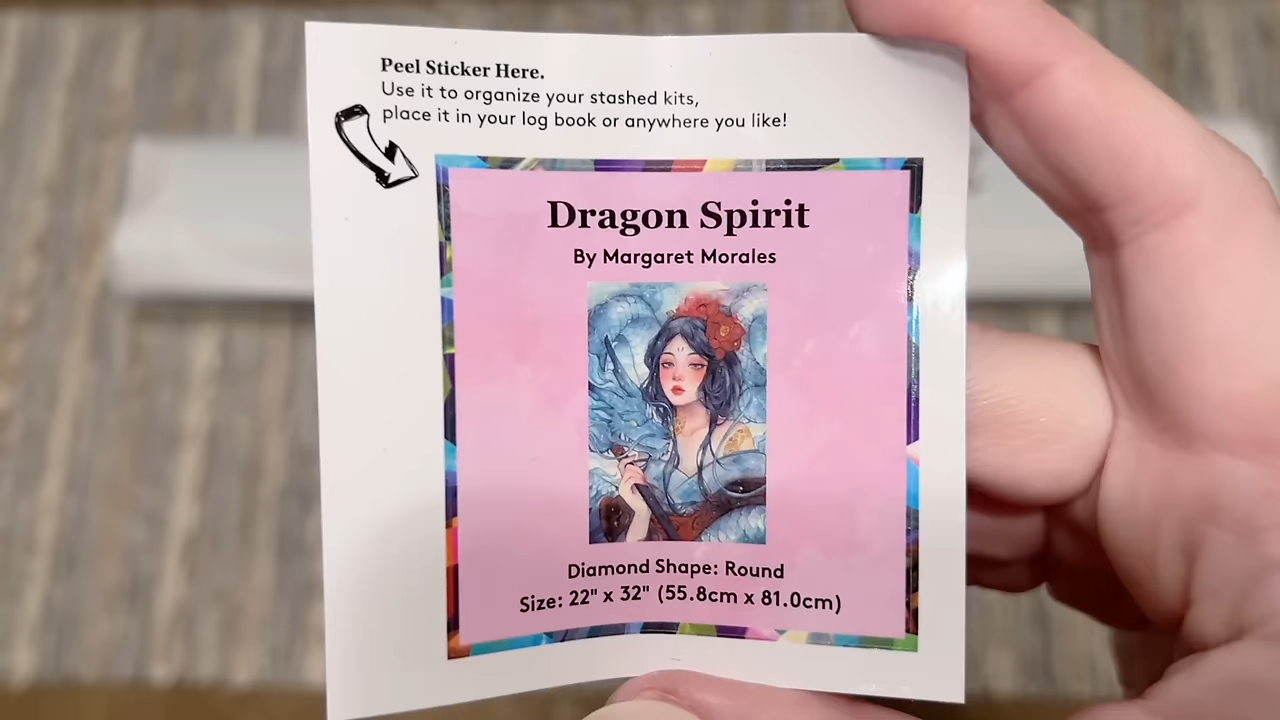 Peel Sticker Here.
Use it to organize your stashed kits,
place it in your log book or anywhere you like!
Dragon Spirit
By Margaret Morales
Diamond Shape: Round
Size: 22" x 32" (55.8cm x 81.0cm)